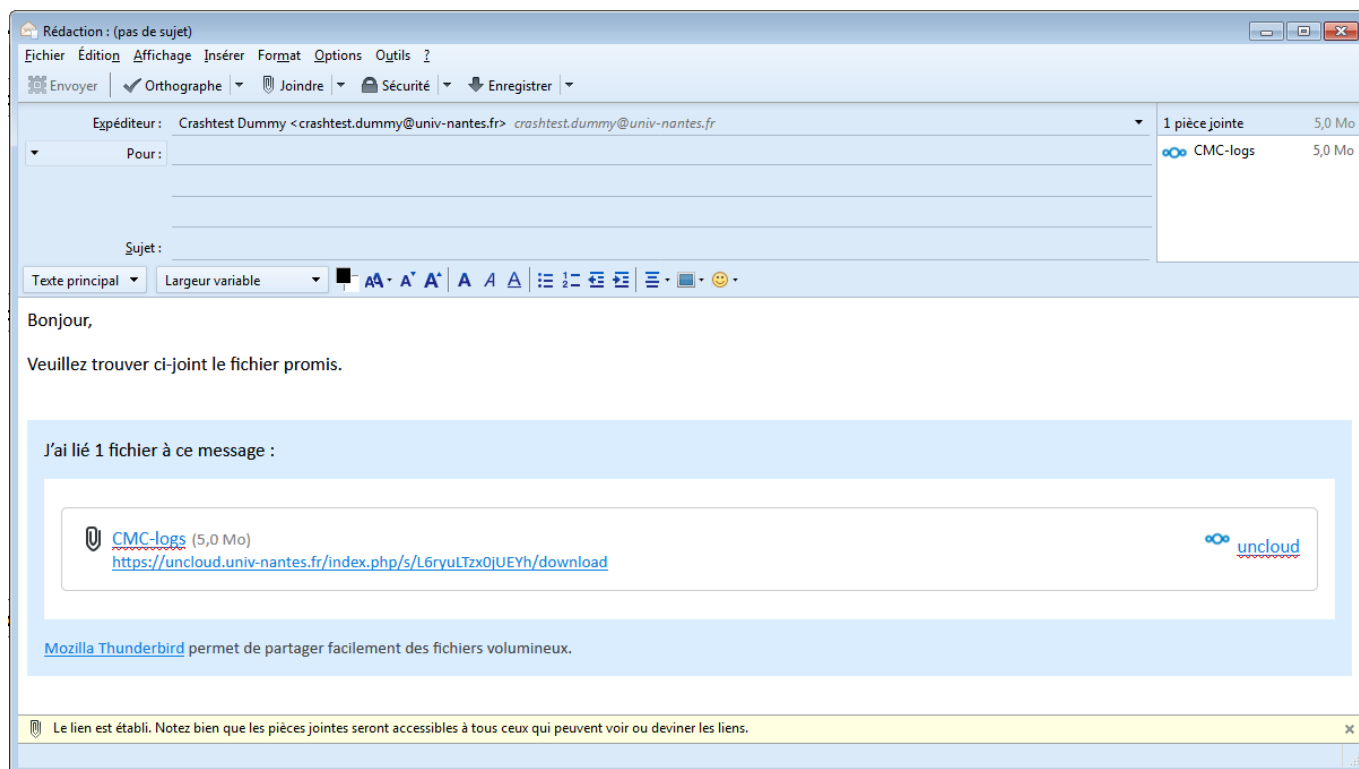 Rédaction : (pas de sujet)
Fichier Édition Affichage Insérer Format Options Outils ?
Envoyer Orthographe Joindre Sécurité Enregistrer
Expéditeur : Crashtest Dummy <crashtest.dummy@univ-nantes.fr> crashtest.dummy@univ-nantes.fr
1 pièce jointe 5,0 Mo
Pour :
CMC-logs 5,0 Mo
Sujet :
Texte principal Largeur variable
Bonjour,
Veuillez trouver ci-joint le fichier promis.
J'ai lié 1 fichier à ce message :
CMC-logs (5,0 Mo)
uncloud
https://uncloud.univ-nantes.fr/index.php/s/L6ryuLTzx0jUEYh/download
Mozilla Thunderbird permet de partager facilement des fichiers volumineux.
Le lien est établi. Notez bien que les pièces jointes seront accessibles à tous ceux qui peuvent voir ou deviner les liens.